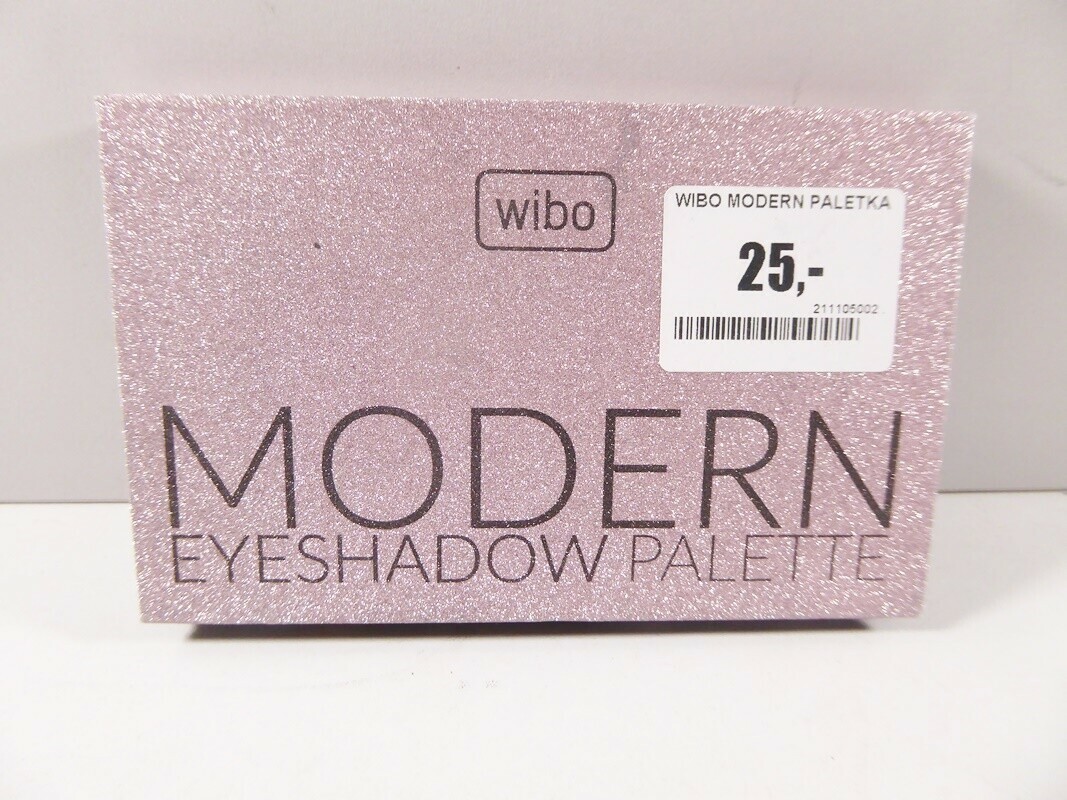 wibo
WIBO MODERN PALETKA
25,-
211105002
MODERN
EYESHADOW PALETTE